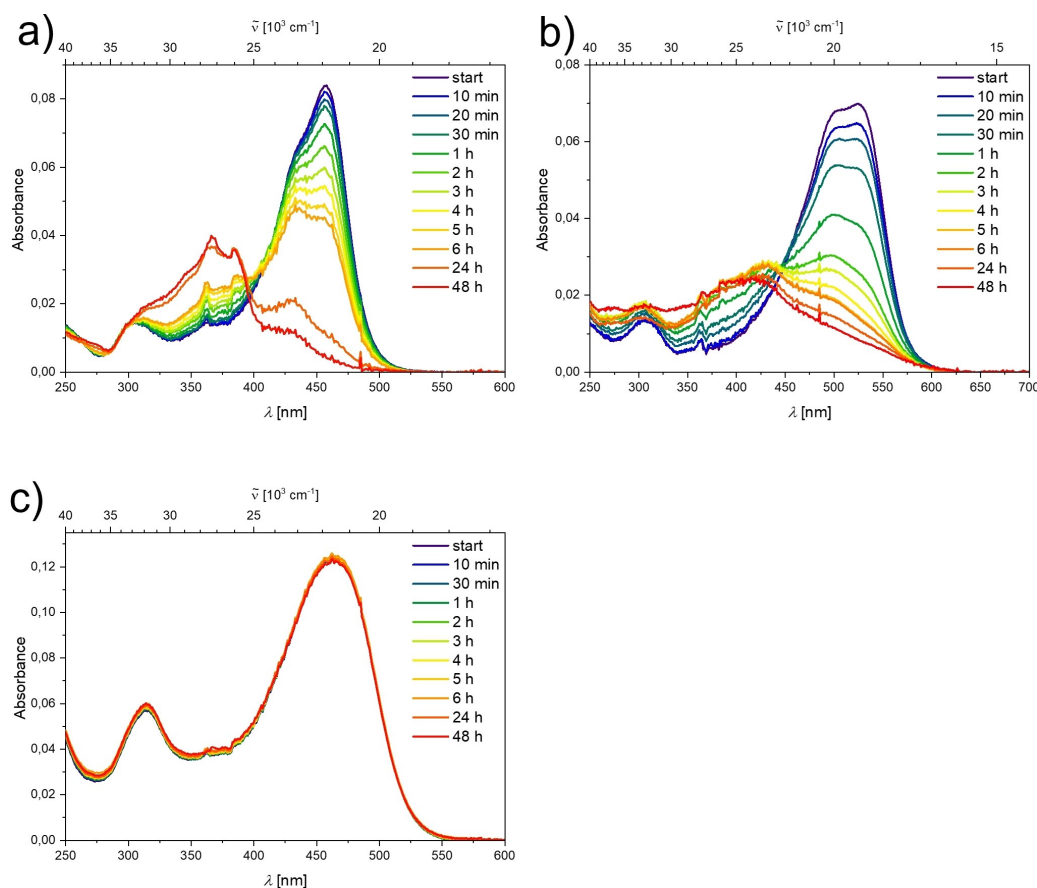 a)
ṽ [10³ cm⁻¹]
40 35 30 25 20
0,08
0,06
0,04
0,02
0,00
Absorbance
start
10 min
20 min
30 min
1 h
2 h
3 h
4 h
5 h
6 h
24 h
48 h
250 300 350 400 450 500 550 600
λ [nm]
b)
ṽ [10³ cm⁻¹]
40 35 30 25 20 15
0,08
0,06
0,04
0,02
0,00
Absorbance
start
10 min
20 min
30 min
1 h
2 h
3 h
4 h
5 h
6 h
24 h
48 h
250 300 350 400 450 500 550 600 650 700
λ [nm]
c)
ṽ [10³ cm⁻¹]
40 35 30 25 20
0,12
0,10
0,08
0,06
0,04
0,02
0,00
Absorbance
start
10 min
30 min
1 h
2 h
3 h
4 h
5 h
6 h
24 h
48 h
250 300 350 400 450 500 550 600
λ [nm]